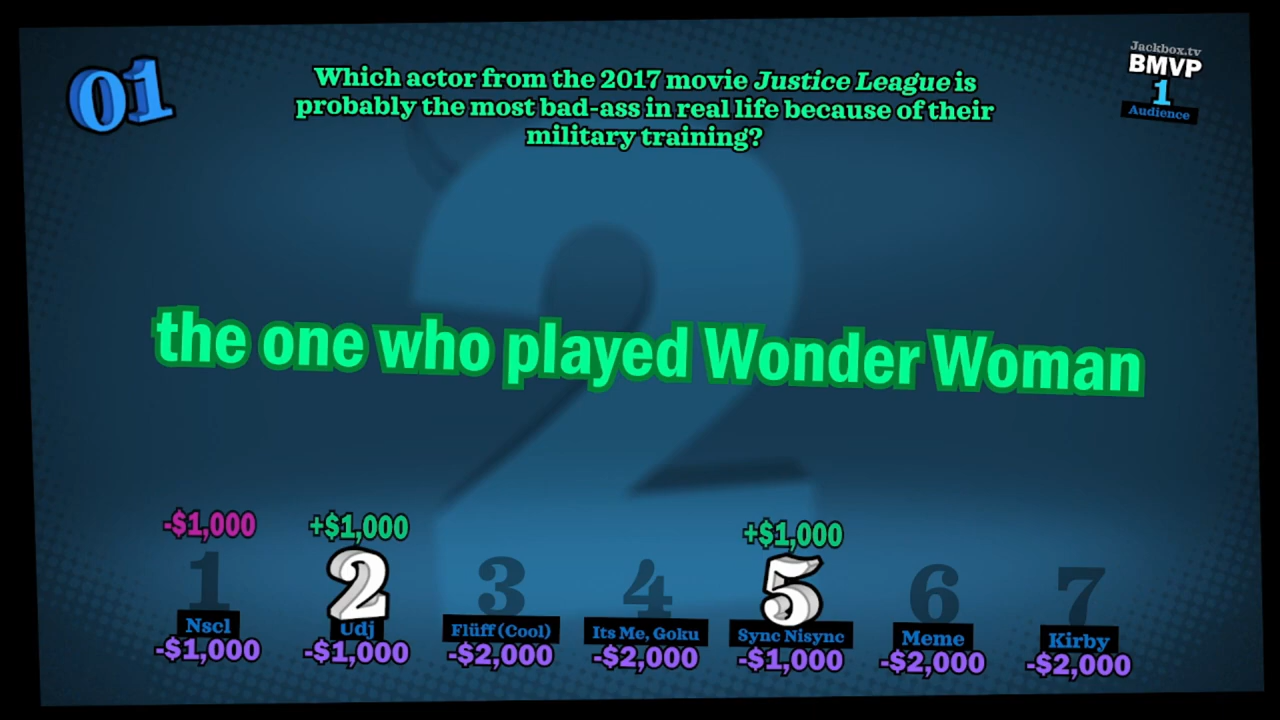 01
Which actor from the 2017 movie Justice League is
probably the most bad-ass in real life because of their
military training?
Jackbox.tv
BMVP
1
Audience
the one who played Wonder Woman
-$1,000
+$1,000
+$1,000
1
2
3
4
5
6
7
Nscl
Udj
Flüff (Cool)
Its Me, Goku
Sync Nisync
Meme
Kirby
-$1,000
-$1,000
-$2,000
-$2,000
-$1,000
-$2,000
-$2,000
2